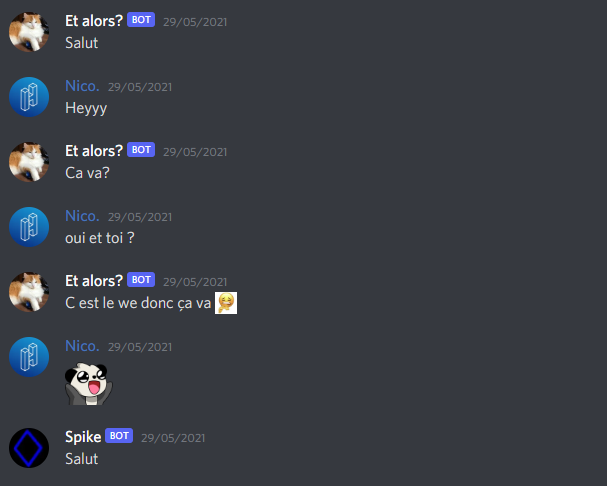 Et alors? BOT 29/05/2021
Salut
Nico. 29/05/2021
Heyyy
Et alors? BOT 29/05/2021
Ca va?
Nico. 29/05/2021
oui et toi ?
Et alors? BOT 29/05/2021
C est le we donc ça va
Nico. 29/05/2021
Spike BOT 29/05/2021
Salut